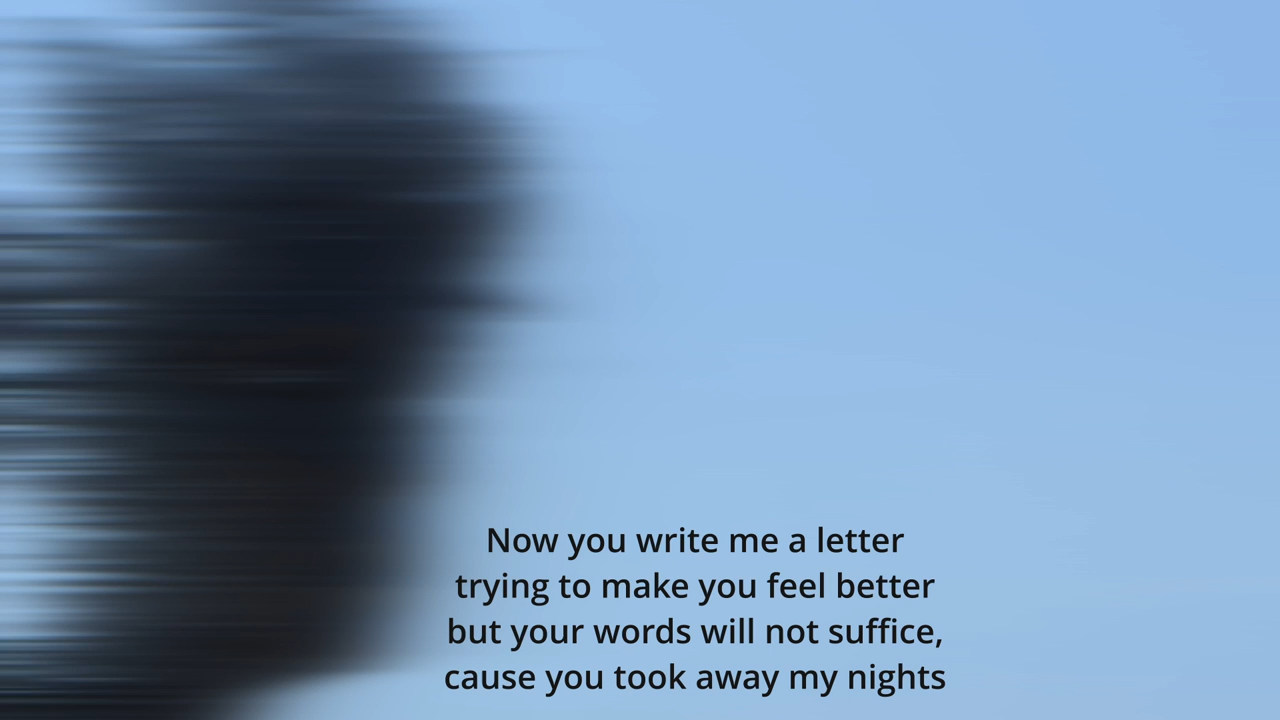 Now you write me a letter
trying to make you feel better
but your words will not suffice,
cause you took away my nights